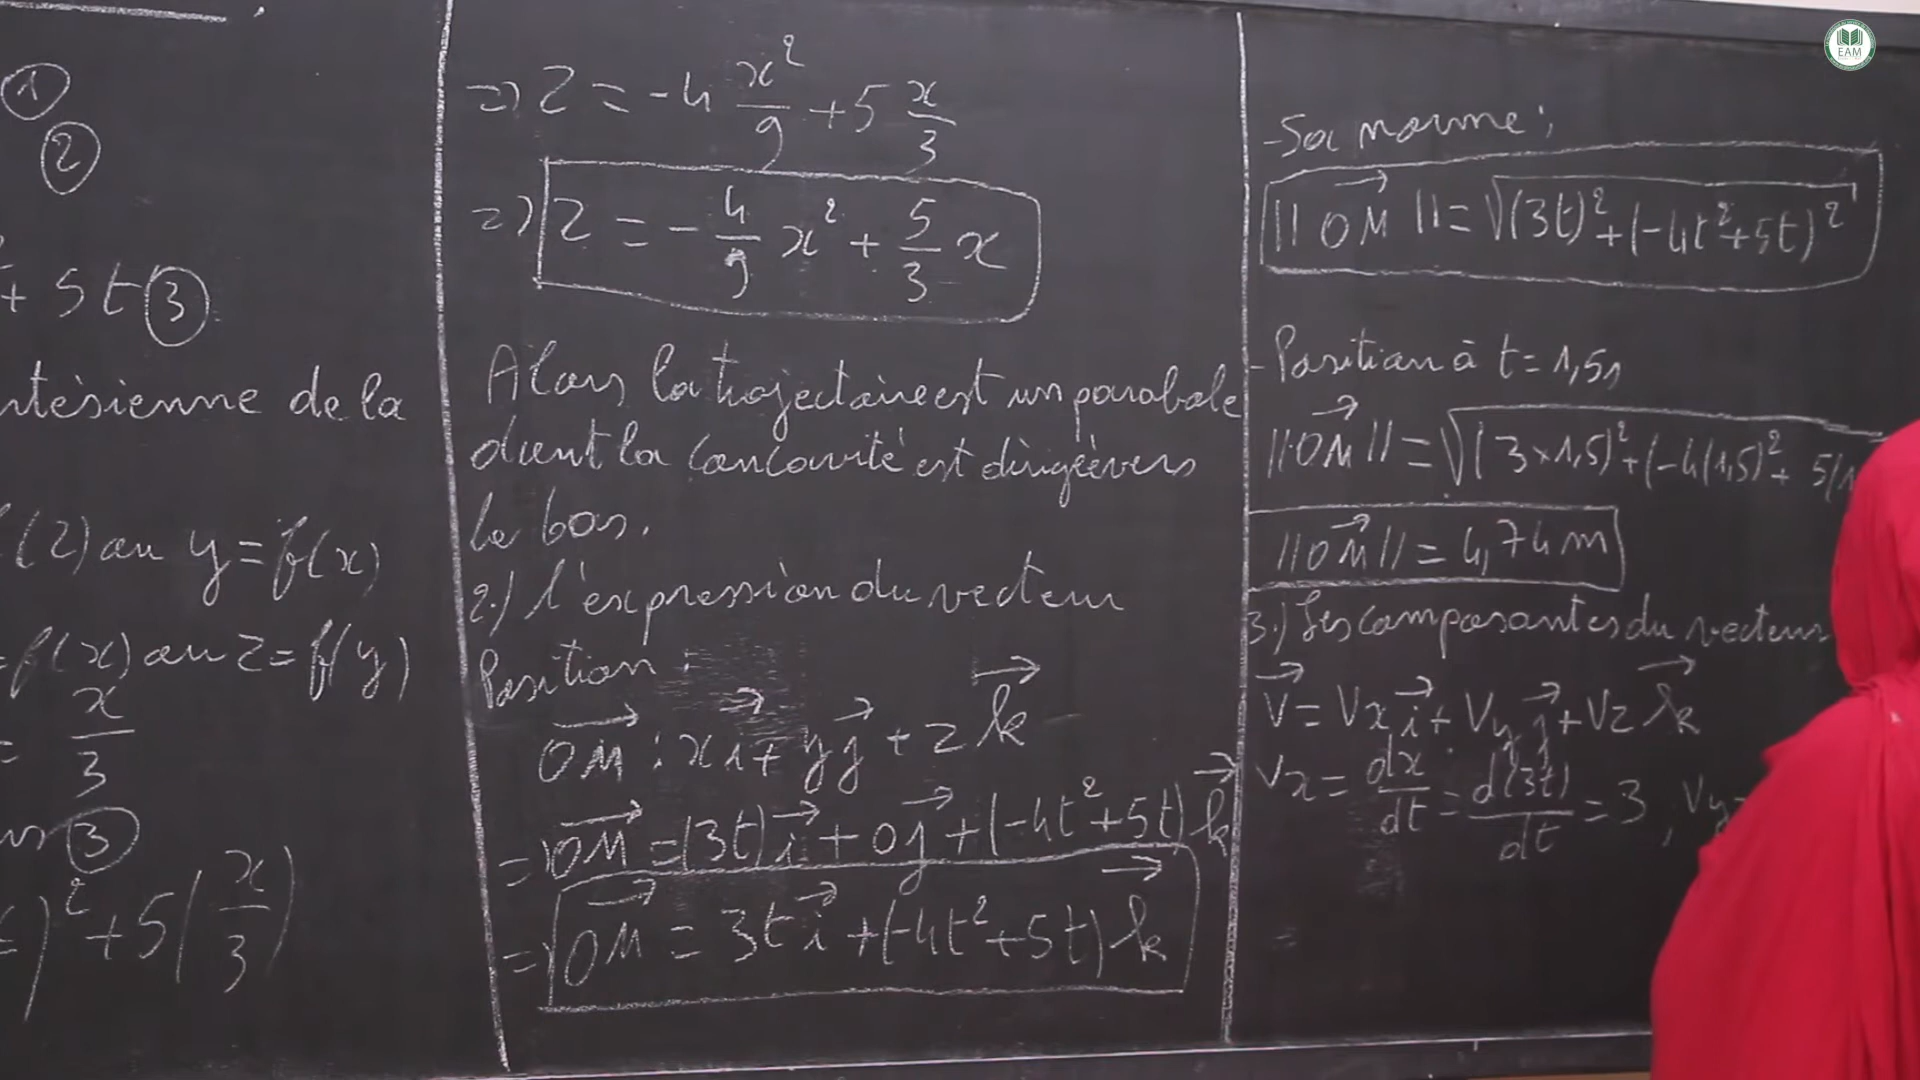 ①
②
+ 5t ③
ntèsienne de la
(2) ou y = f(x)
= f(x) ou z = f(y)
= x/3
③
)² + 5(x/3)
=> Z = -4 x²/9 + 5 x/3
=> Z = - 4/9 x² + 5/3 x
Alors la trajectoire est un parabole
dont la concavité est dirigée vers
le bas.
2.) l'expression du vecteur
Position :
OM⃗ : x i⃗ + y j⃗ + z k⃗
=> OM⃗ = (3t) i⃗ + 0 j⃗ + (-4t² + 5t) k⃗
=> OM⃗ = 3t i⃗ + (-4t² + 5t) k⃗
- Sa norme :
||OM⃗|| = √(3t)² + (-4t² + 5t)²
- Position à t = 1,5s
||OM⃗|| = √(3×1,5)² + (-4(1,5)² + 5(1
||OM⃗|| = 4,74m
3.) Les composantes du vecteur
V⃗ = Vx i⃗ + Vy j⃗ + Vz k⃗
Vx = dx/dt = d(3t)/dt = 3 , Vy =
EAM